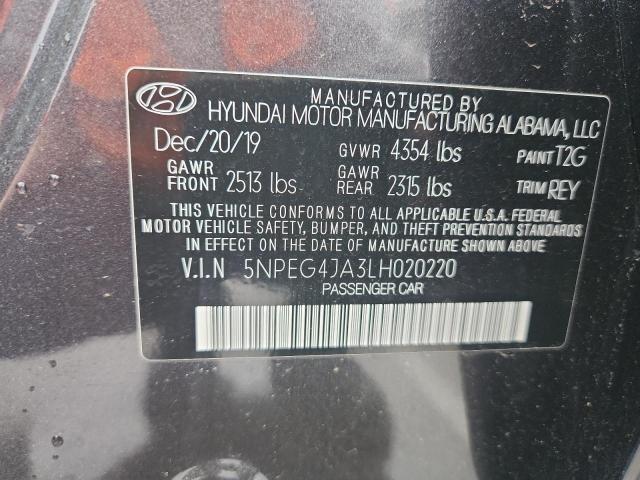 MANUFACTURED BY
HYUNDAI MOTOR MANUFACTURING ALABAMA, LLC
Dec/20/19 GVWR 4354 lbs PAINT T2G
GAWR FRONT 2513 lbs GAWR REAR 2315 lbs TRIM REY
THIS VEHICLE CONFORMS TO ALL APPLICABLE U.S.A. FEDERAL
MOTOR VEHICLE SAFETY, BUMPER, AND THEFT PREVENTION STANDARDS
IN EFFECT ON THE DATE OF MANUFACTURE SHOWN ABOVE
V.I.N 5NPEG4JA3LH020220
PASSENGER CAR